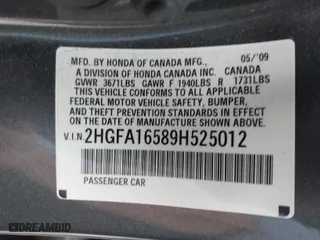 MFD. BY HONDA OF CANADA MFG., 05/'09
A DIVISION OF HONDA CANADA INC. CANADA
GVWR 3671LBS GAWR F 1940LBS R 1731LBS
THIS VEHICLE CONFORMS TO ALL APPLICABLE
FEDERAL MOTOR VEHICLE SAFETY, BUMPER,
AND THEFT PREVENTION STANDARDS IN EFFECT
ON THE DATE OF MANUFACTURE SHOWN ABOVE.
V.I.N. 2HGFA16589H525012
PASSENGER CAR
DREAMBID